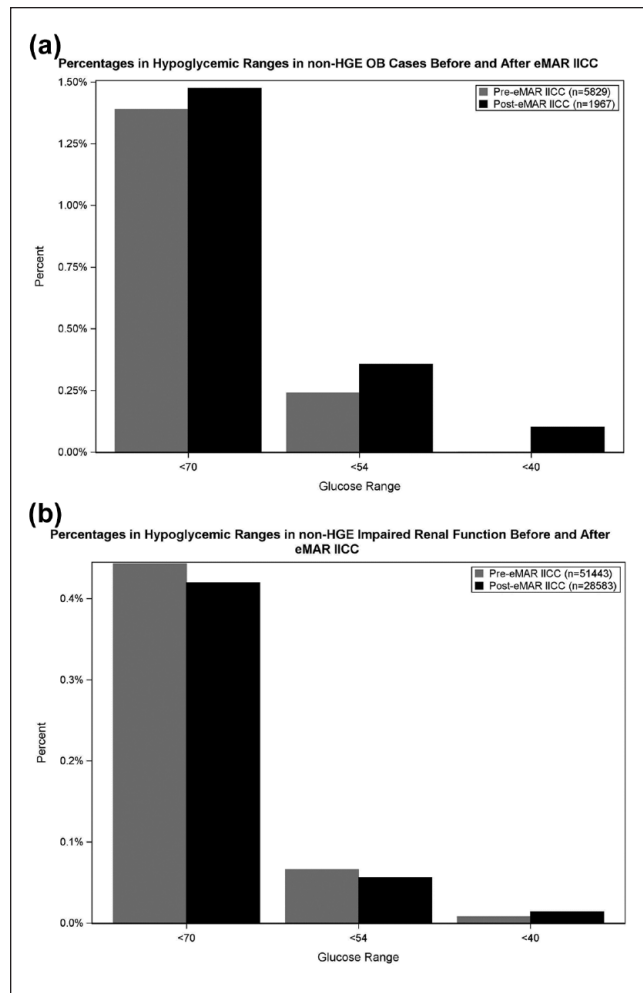 (a)
Percentages in Hypoglycemic Ranges in non-HGE OB Cases Before and After eMAR IICC
1.50%
1.25%
1.00%
0.75%
0.50%
0.25%
0.00%
Percent
Pre-eMAR IICC (n=5829)
Post-eMAR IICC (n=1967)
<70
<54
<40
Glucose Range
(b)
Percentages in Hypoglycemic Ranges in non-HGE Impaired Renal Function Before and After
eMAR IICC
0.4%
0.3%
0.2%
0.1%
0.0%
Percent
Pre-eMAR IICC (n=51443)
Post-eMAR IICC (n=28583)
<70
<54
<40
Glucose Range